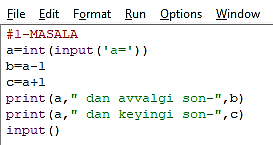 File Edit Format Run Options Window
#1-MASALA
a=int(input('a='))
b=a-1
c=a+1
print(a," dan avvalgi son-",b)
print(a," dan keyingi son-",c)
input()